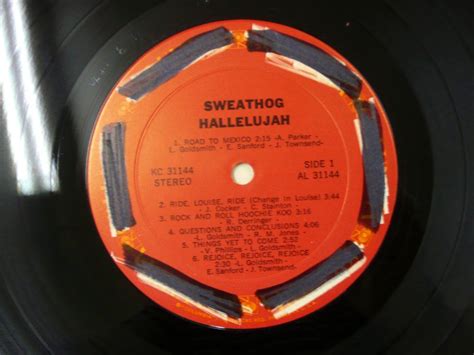 SWEATHOG
HALLELUJAH
1. ROAD TO MEXICO 2:15 -A. Parker -
L. Goldsmith - E. Sanford - J. Townsend-
KC 31144 SIDE 1
STEREO AL 31144
2. RIDE, LOUISE, RIDE (Change in Louise) 3:44
- J. Cocker - C. Stainton -
3. ROCK AND ROLL HOOCHIE KOO 3:16
- R. Derringer -
4. QUESTIONS AND CONCLUSIONS 4:06
-L. Goldsmith - R. M. Jones -
5. THINGS YET TO COME 2:52
-V. Phillips - L. Goldsmith -
6. REJOICE, REJOICE, REJOICE
2:30 -L. Goldsmith - E.
Sanford - J. Townsend-